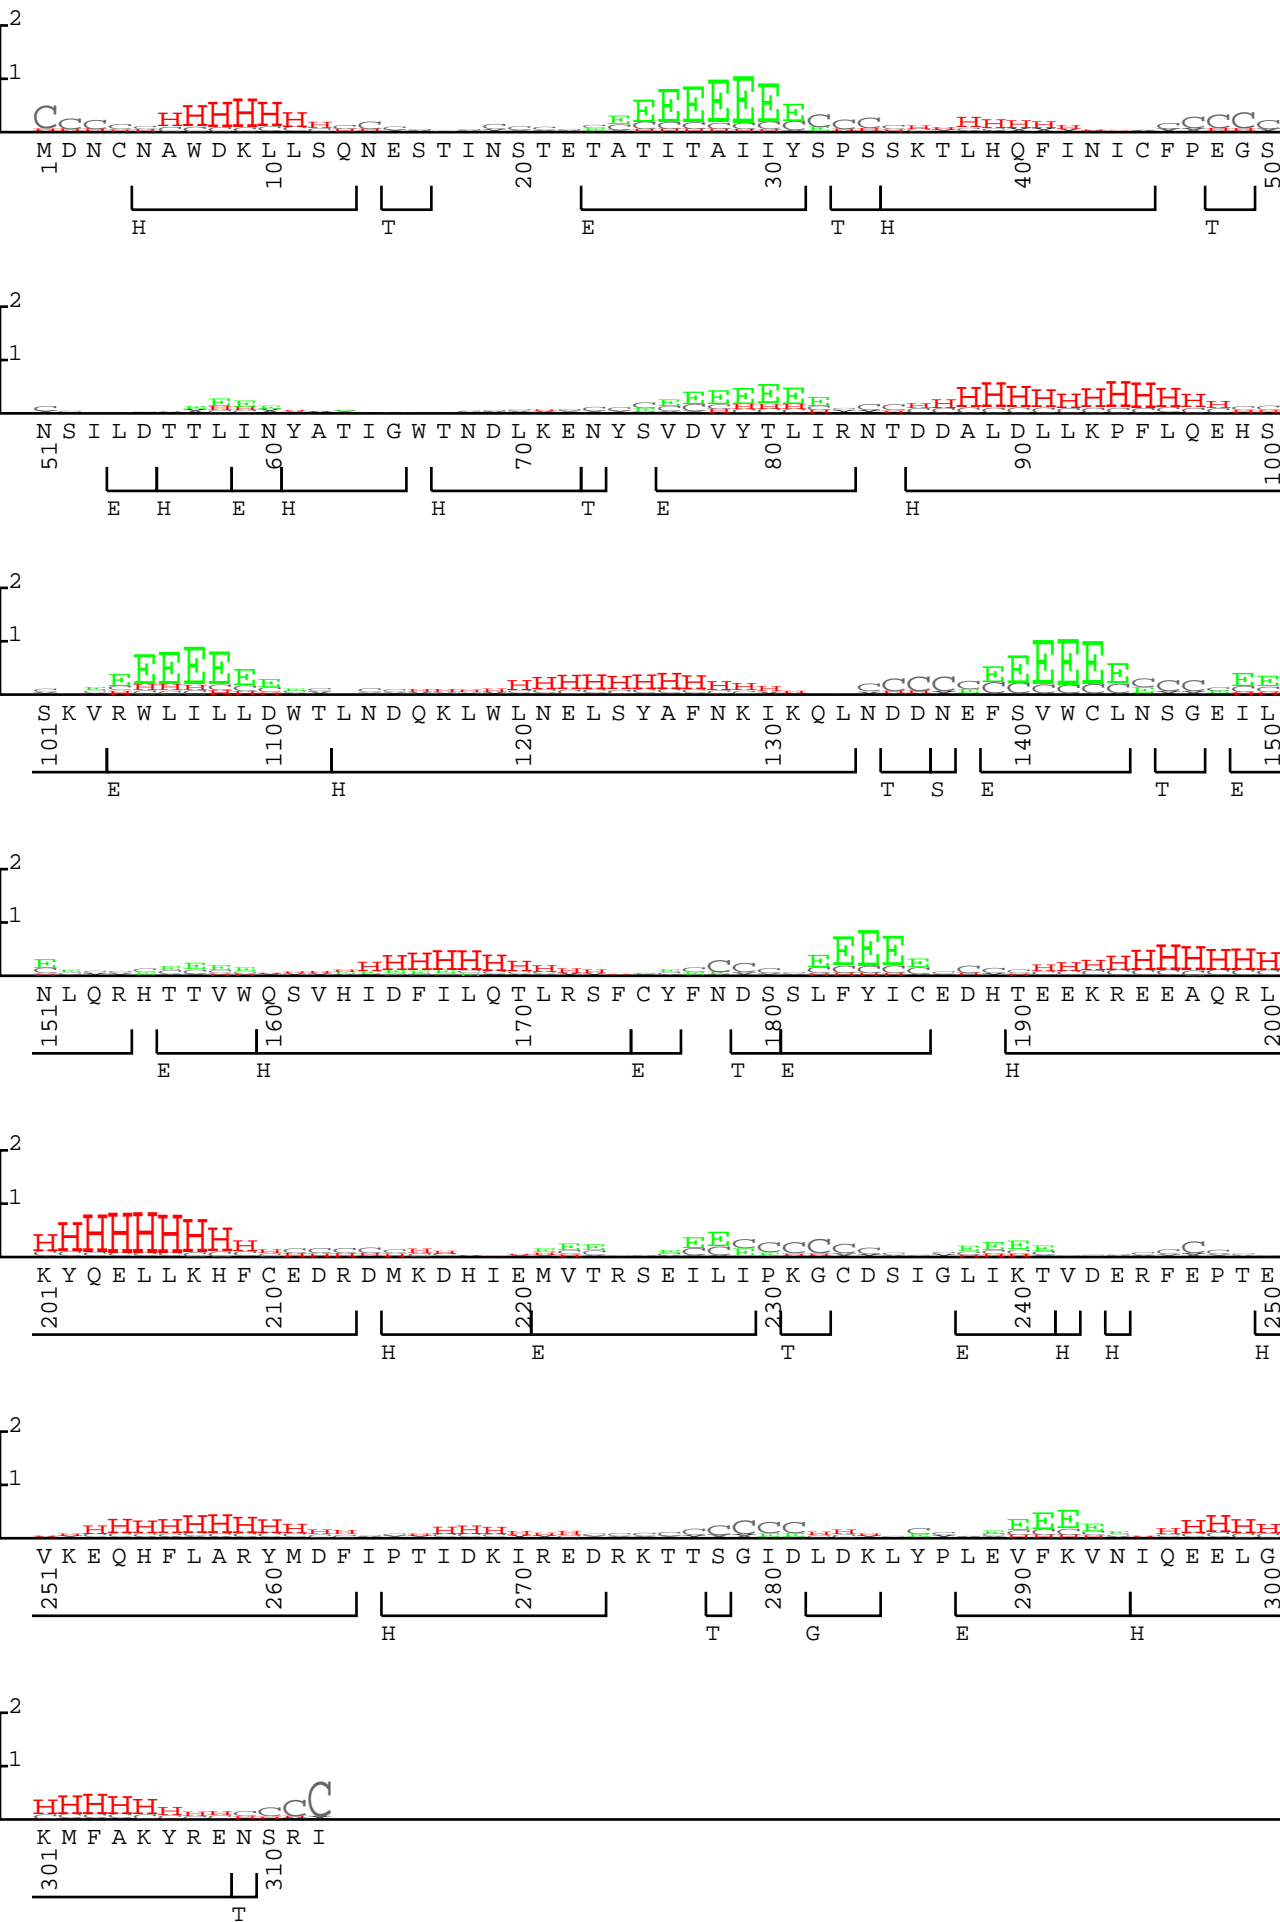 2
1
C C C H H H H H H H C E E E E E E E E C C C H H H H C C C C C
M D N C N A W D K L L S Q N E S T I N S T E T A T I T A I I Y S P S S K T L H Q F I N I C F P E G S
1 10 20 30 40 50
H T E T H T
2
1
E E E E E E E E E H H H H H H H H H H H
N S I L D T T L I N Y A T I G W T N D L K E N Y S V D V Y T L I R N T D D A L D L L K P F L Q E H S
51 60 70 80 90 100
E H E H H T E H
2
1
E E E E E E E H H H H H H H H H H H C C C C E E E E E E C C E E
S K V R W L I L L D W T L N D Q K L W L N E L S Y A F N K I K Q L N D D N E F S V W C L N S G E I L
101 110 120 130 140 150
E H T S E T E
2
1
E H H H H H H H C C E E E E E H H H H H H H H H H
N L Q R H T T V W Q S V H I D F I L Q T L R S F C Y F N D S S L F Y I C E D H T E E K R E E A Q R L
151 160 170 180 190 200
E H E T E H
2
1
H H H H H H H H H E E E E C C C C C E E E E C
K Y Q E L L K H F C E D R D M K D H I E M V T R S E I L I P K G C D S I G L I K T V D E R F E P T E
201 210 220 230 240 250
H E T E H H H
2
1
H H H H H H H H H H H H C C C C C E E E E H H H H
V K E Q H F L A R Y M D F I P T I D K I R E D R K T T S G I D L D K L Y P L E V F K V N I Q E E L G
251 260 270 280 290 300
H T G E H
2
1
H H H H H H C C C
K M F A K Y R E N S R I
301 310
T